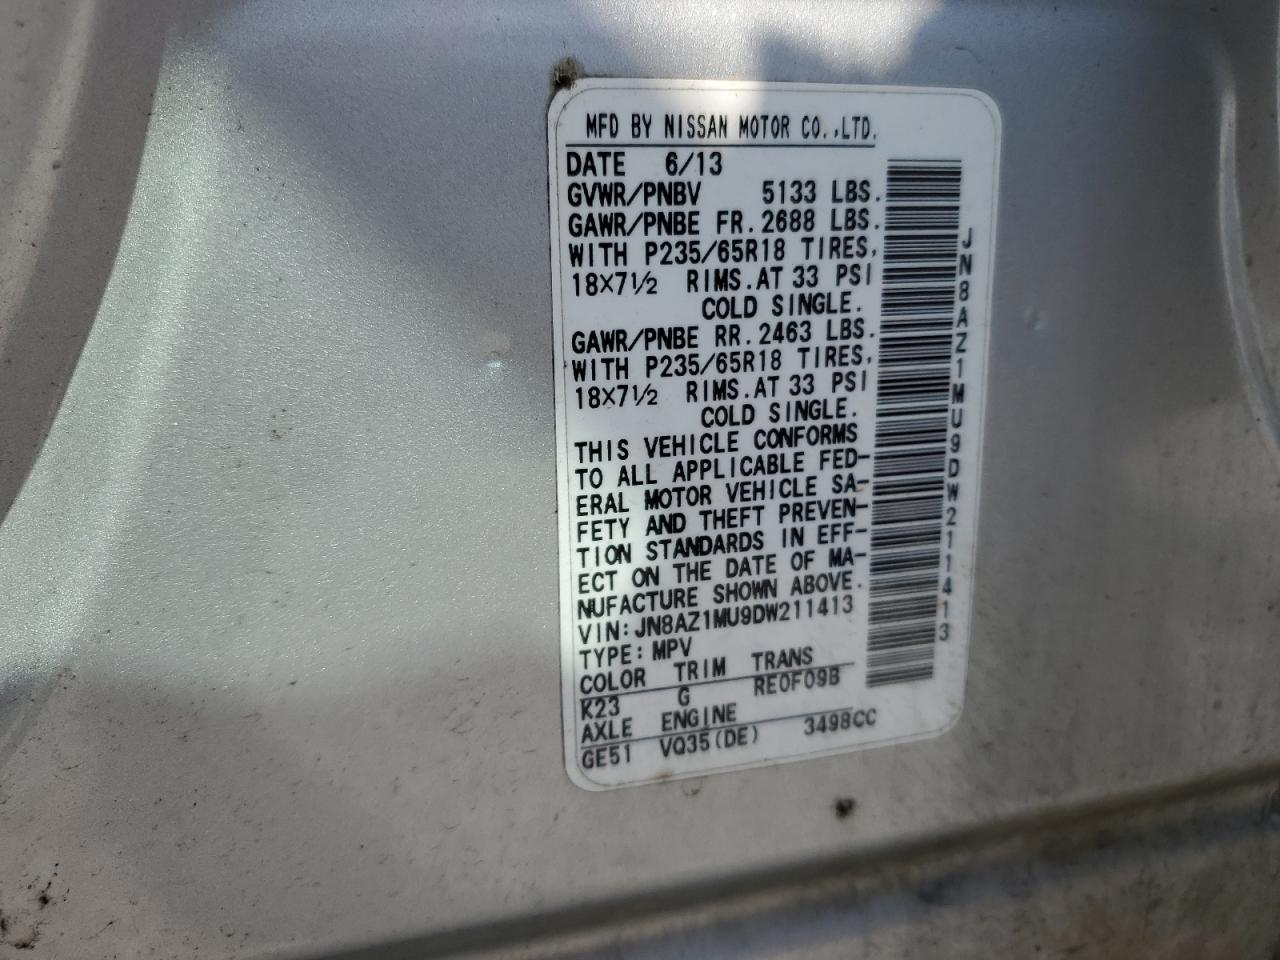 MFD BY NISSAN MOTOR CO.,LTD.
DATE 6/13
GVWR/PNBV 5133 LBS.
GAWR/PNBE FR. 2688 LBS.
WITH P235/65R18 TIRES,
18X7½ RIMS. AT 33 PSI
COLD SINGLE.
GAWR/PNBE RR. 2463 LBS.
WITH P235/65R18 TIRES,
18X7½ RIMS. AT 33 PSI
COLD SINGLE.
THIS VEHICLE CONFORMS
TO ALL APPLICABLE FED-
ERAL MOTOR VEHICLE SA-
FETY AND THEFT PREVEN-
TION STANDARDS IN EFF-
ECT ON THE DATE OF MA-
NUFACTURE SHOWN ABOVE.
VIN: JN8AZ1MU9DW211413
TYPE: MPV
COLOR TRIM TRANS
K23 G RE0F09B
AXLE ENGINE
GE51 VQ35(DE) 3498CC
JN8AZ1MU9DW211413